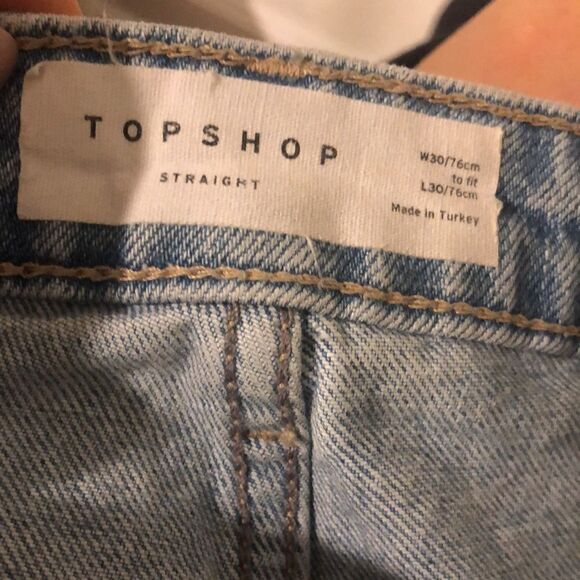 TOPSHOP
STRAIGHT
W30/76cm
to fit
L30/76cm
Made in Turkey